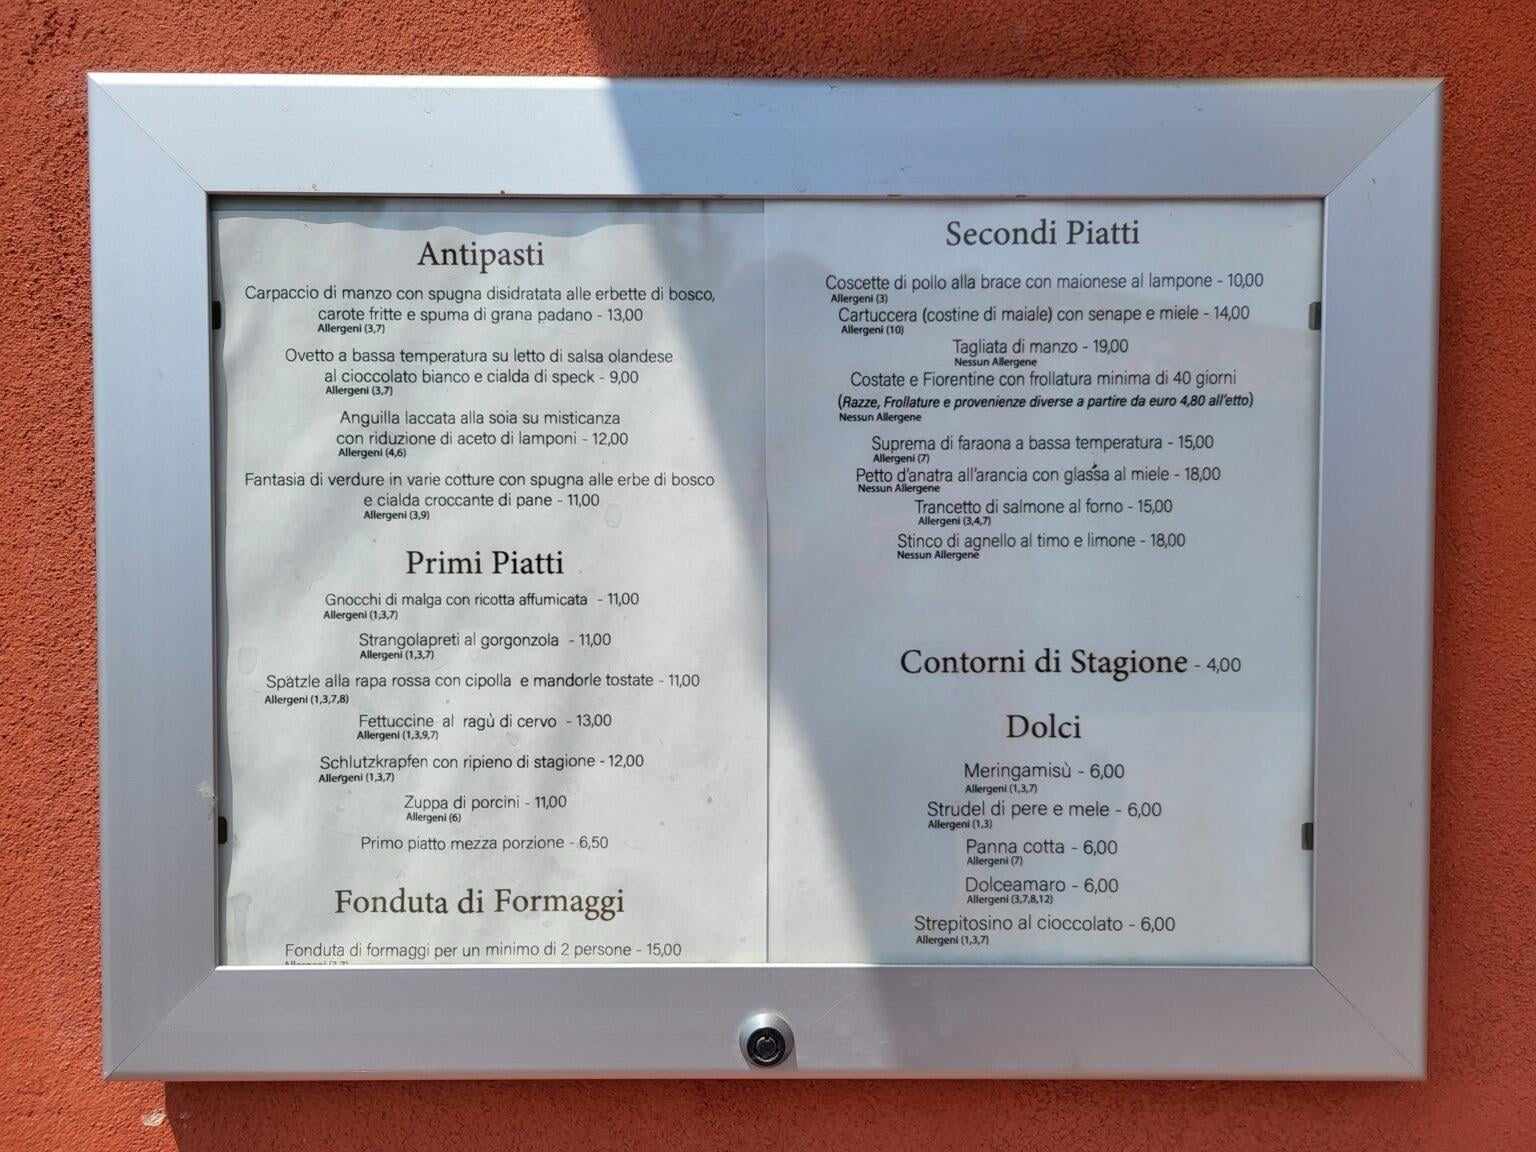 Antipasti
Carpaccio di manzo con spugna disidratata alle erbette di bosco,
carote fritte e spuma di grana padano - 13,00
Allergeni (3,7)
Ovetto a bassa temperatura su letto di salsa olandese
al cioccolato bianco e cialda di speck - 9,00
Allergeni (3,7)
Anguilla laccata alla soia su misticanza
con riduzione di aceto di lamponi - 12,00
Allergeni (4,6)
Fantasia di verdure in varie cotture con spugna alle erbe di bosco
e cialda croccante di pane - 11,00
Allergeni (3,9)
Primi Piatti
Gnocchi di malga con ricotta affumicata - 11,00
Allergeni (1,3,7)
Strangolapreti al gorgonzola - 11,00
Allergeni (1,3,7)
Spätzle alla rapa rossa con cipolla e mandorle tostate - 11,00
Allergeni (1,3,7,8)
Fettuccine al ragù di cervo - 13,00
Allergeni (1,3,9,7)
Schlutzkrapfen con ripieno di stagione - 12,00
Allergeni (1,3,7)
Zuppa di porcini - 11,00
Allergeni (6)
Primo piatto mezza porzione - 6,50
Fonduta di Formaggi
Fonduta di formaggi per un minimo di 2 persone - 15,00
Secondi Piatti
Coscette di pollo alla brace con maionese al lampone - 10,00
Allergeni (3)
Cartuccera (costine di maiale) con senape e miele - 14,00
Allergeni (10)
Tagliata di manzo - 19,00
Nessun Allergene
Costate e Fiorentine con frollatura minima di 40 giorni
(Razze, Frollature e provenienze diverse a partire da euro 4,80 all'etto)
Nessun Allergene
Suprema di faraona a bassa temperatura - 15,00
Allergeni (7)
Petto d'anatra all'arancia con glassa al miele - 18,00
Nessun Allergene
Trancetto di salmone al forno - 15,00
Allergeni (3,4,7)
Stinco di agnello al timo e limone - 18,00
Nessun Allergene
Contorni di Stagione - 4,00
Dolci
Meringamisù - 6,00
Allergeni (1,3,7)
Strudel di pere e mele - 6,00
Allergeni (1,3)
Panna cotta - 6,00
Allergeni (7)
Dolceamaro - 6,00
Allergeni (3,7,8,12)
Strepitosino al cioccolato - 6,00
Allergeni (1,3,7)